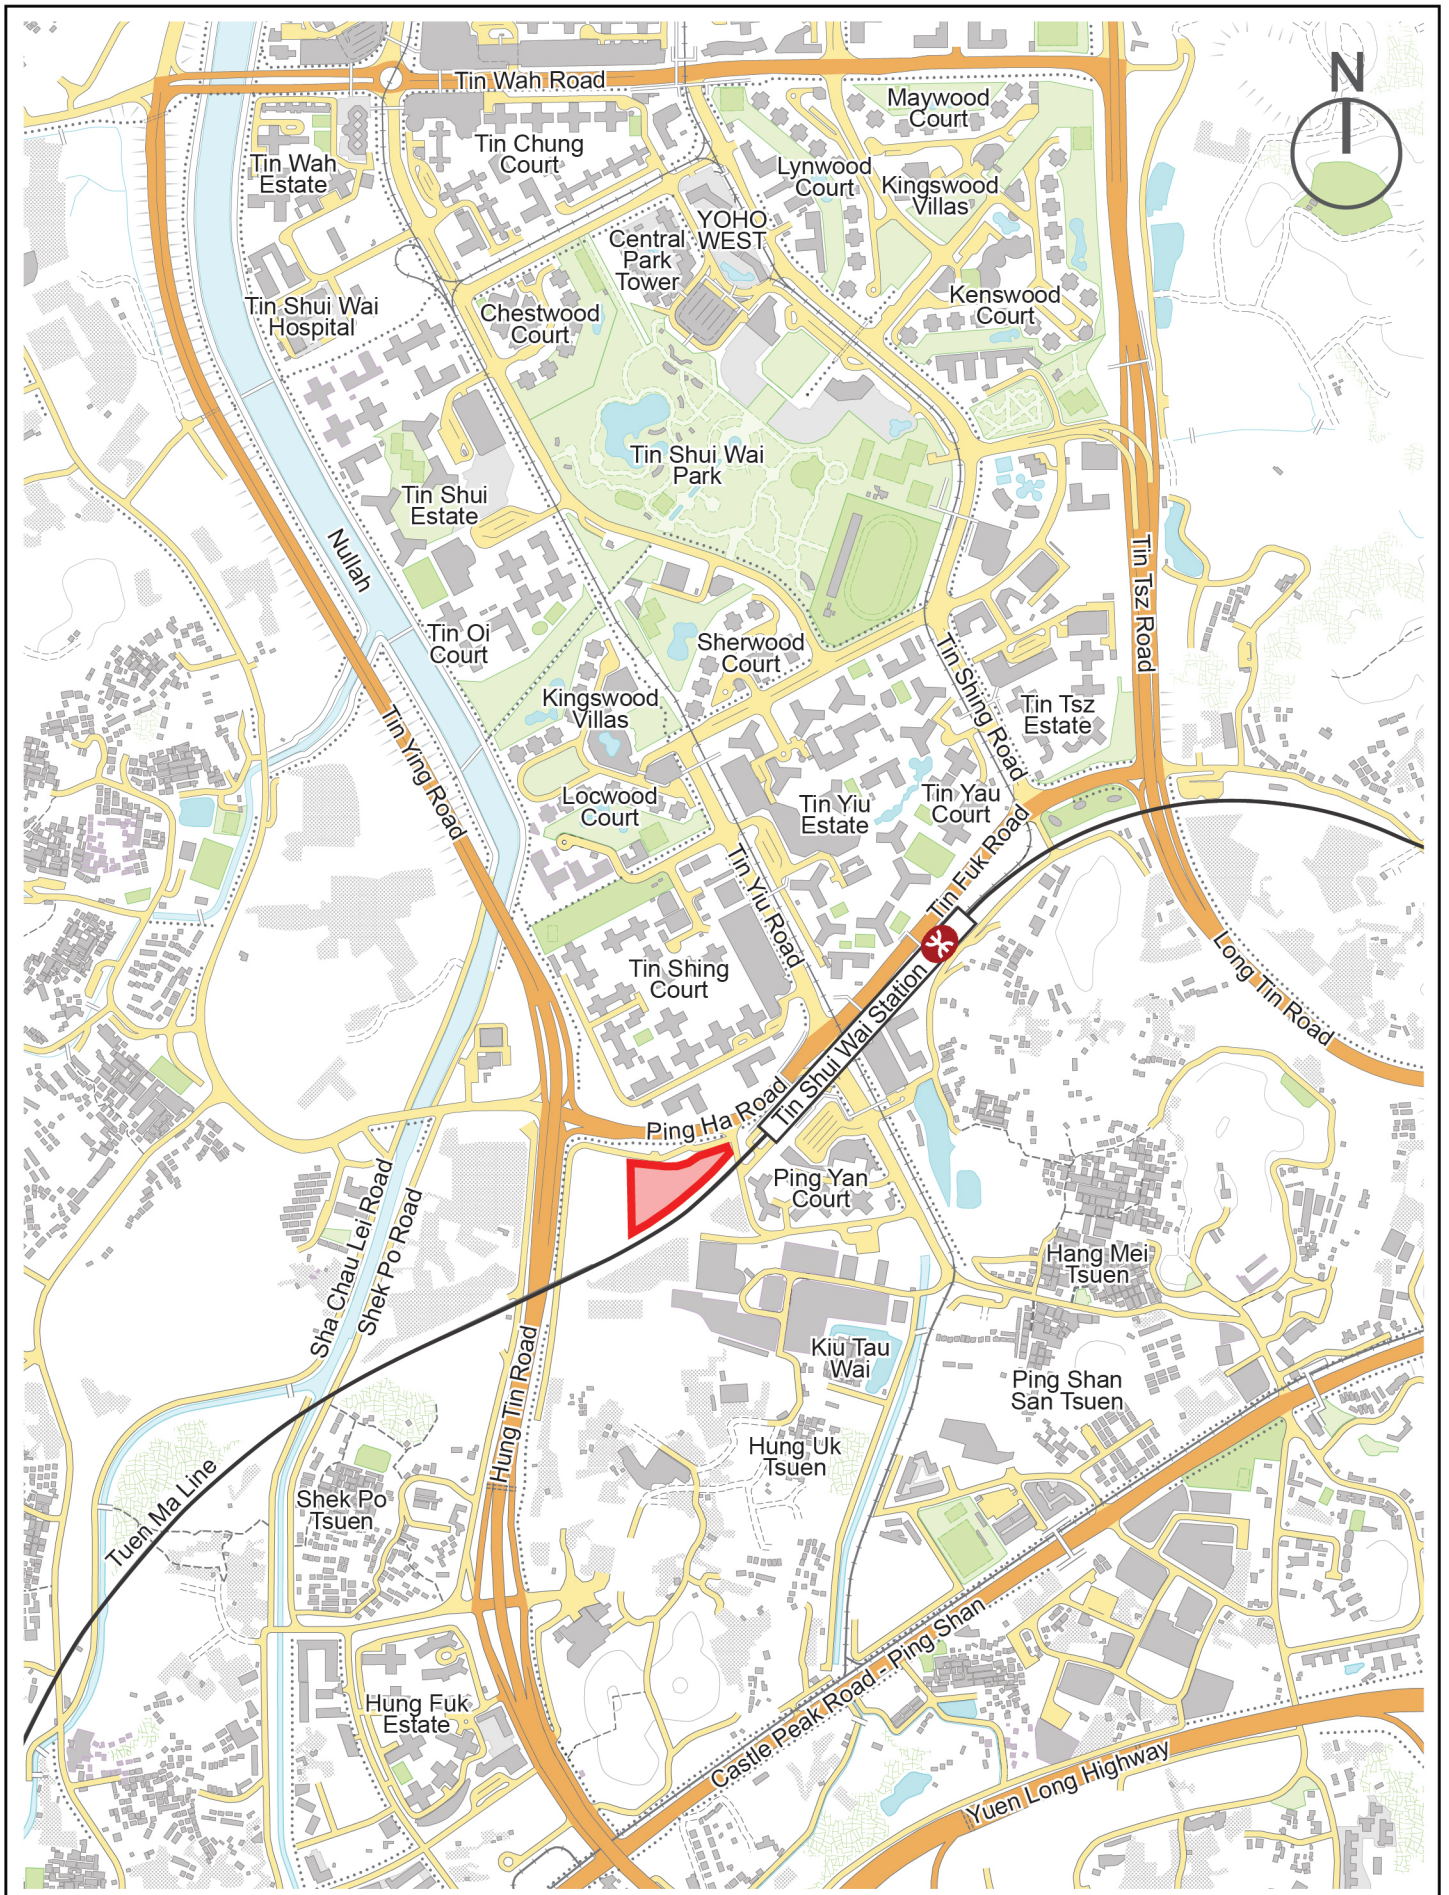 N
Tin Wah Road
Maywood
Court
Tin Chung
Court
Tin Wah
Estate
Lynwood
Court
Kingswood
Villas
YOHO
WEST
Central
Park
Tower
Tin Shui Wai
Hospital
Chestwood
Court
Kenswood
Court
Tin Shui Wai
Park
Tin Shui
Estate
Nullah
Tin Tsz Road
Tin Oi
Court
Sherwood
Court
Tin Shing Road
Kingswood
Villas
Tin Tsz
Estate
Tin Ying Road
Locwood
Court
Tin Yiu
Estate
Tin Yau
Court
Tin Fuk Road
Tin Yiu Road
Tin Shing
Court
Long Tin Road
Tin Shui Wai Station
Ping Ha Road
Ping Yan
Court
Sha Chau Lei Road
Shek Po Road
Hang Mei
Tsuen
Kiu Tau
Wai
Ping Shan
San Tsuen
Hung Tin Road
Hung Uk
Tsuen
Tuen Ma Line
Shek Po
Tsuen
Hung Fuk
Estate
Castle Peak Road - Ping Shan
Yuen Long Highway